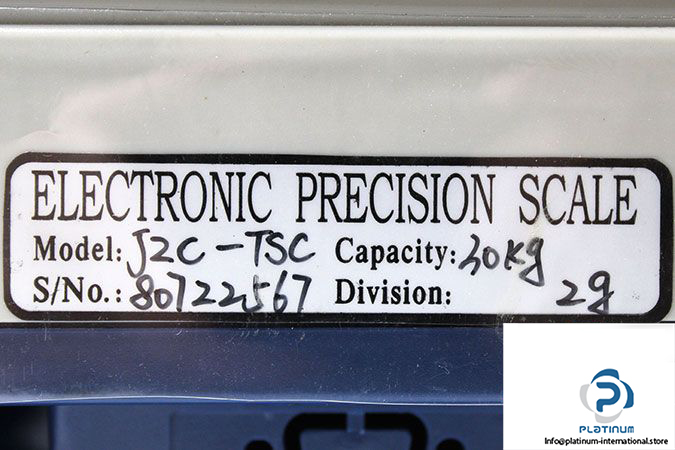 ELECTRONIC PRECISION SCALE
Model: J2C-TSC Capacity: 30kg
S/No.: 80722567 Division: 2g
PLATINUM
Info@platinum-international.store